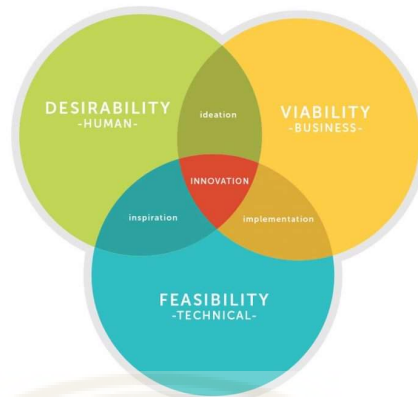 DESIRABILITY
-HUMAN-
VIABILITY
-BUSINESS-
ideation
INNOVATION
inspiration
implementation
FEASIBILITY
-TECHNICAL-